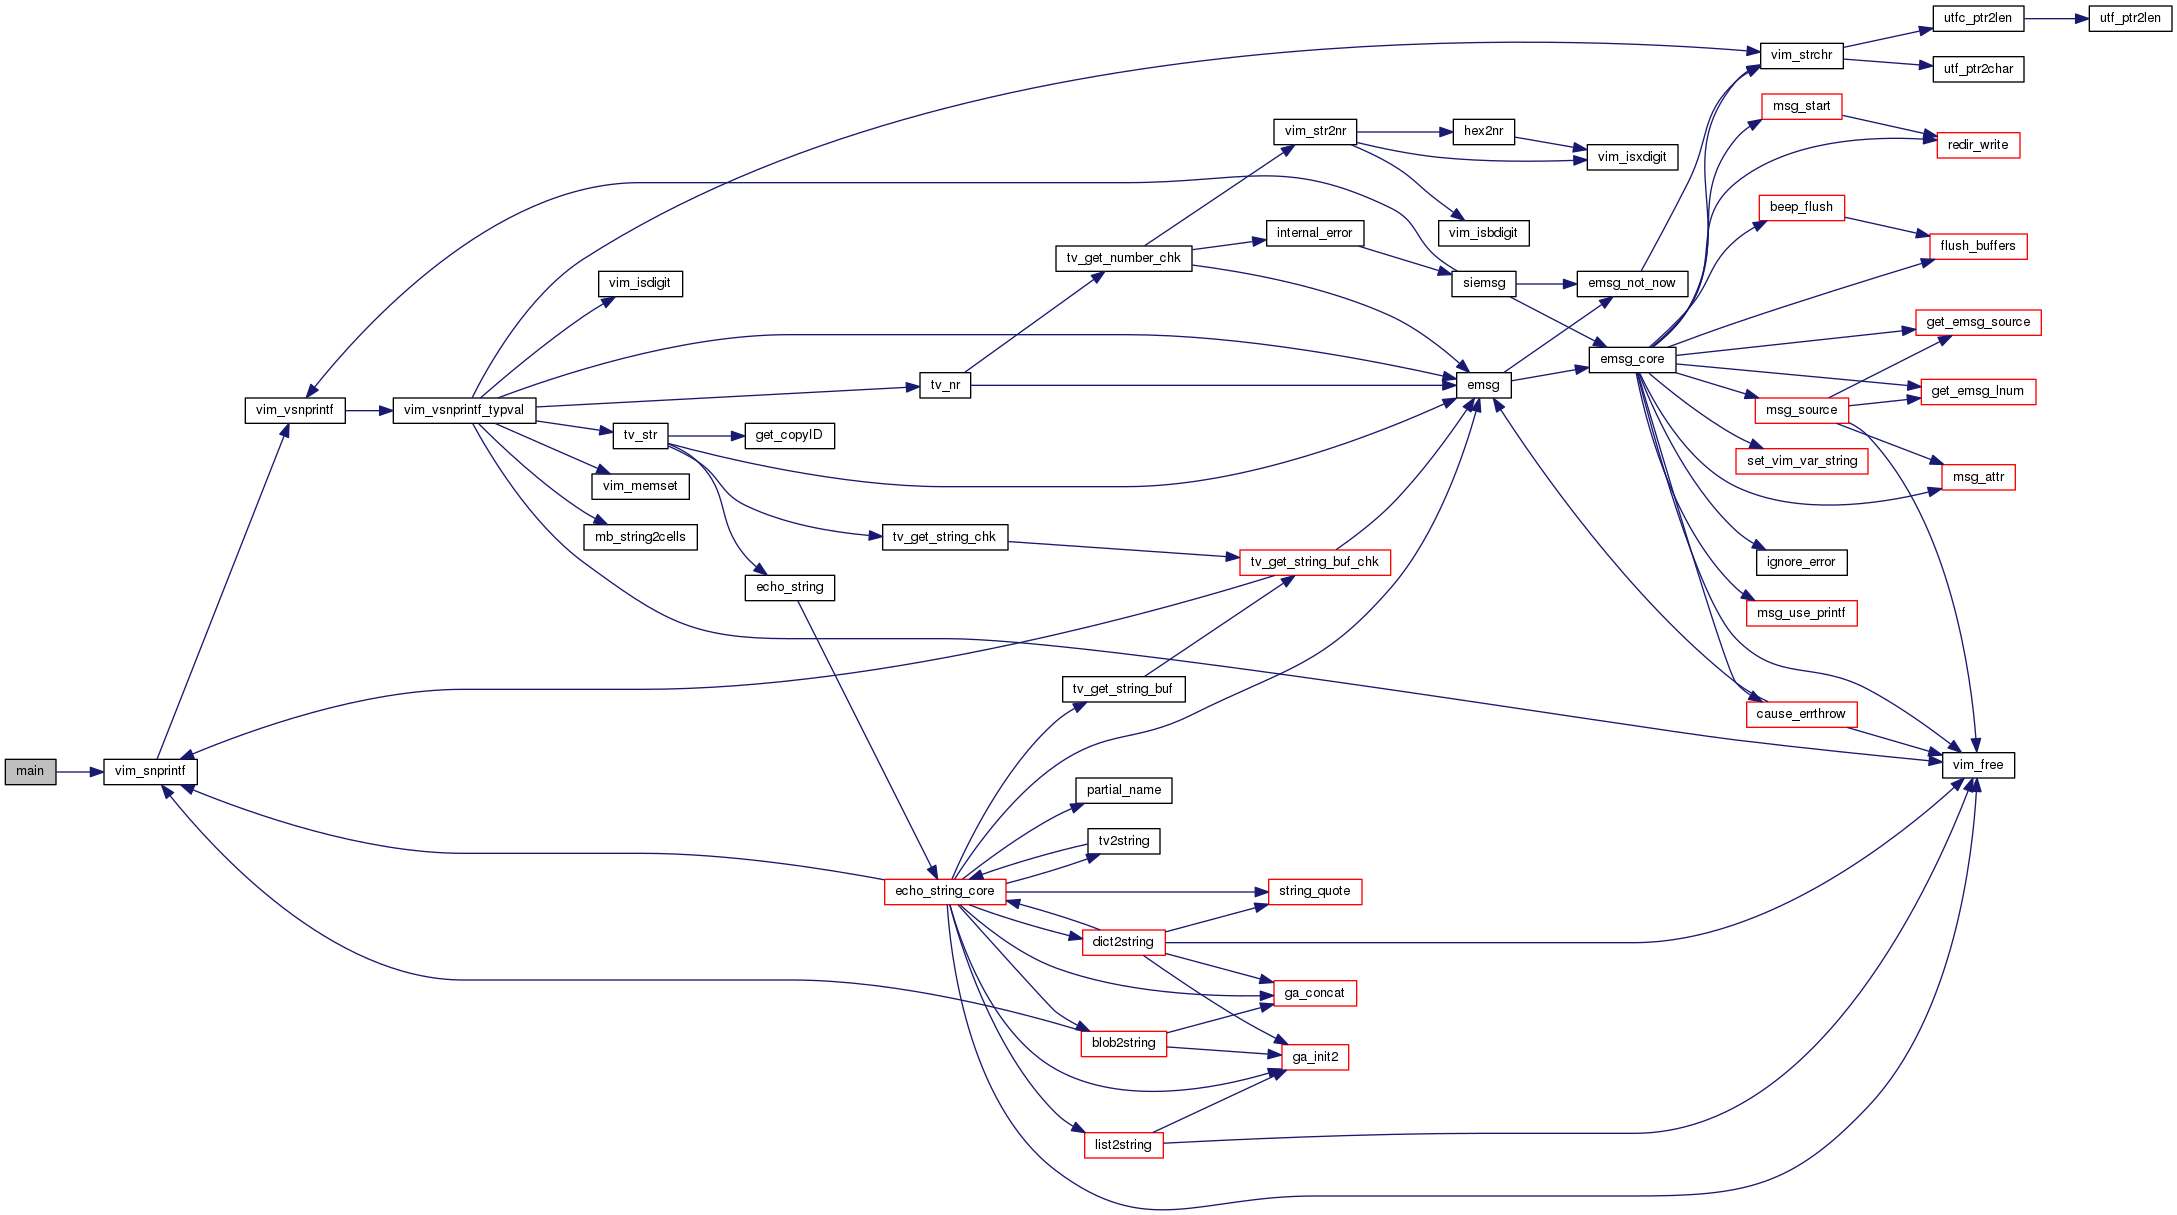 main
vim_snprintf
vim_vsnprintf
vim_vsnprintf_typval
vim_isdigit
tv_str
vim_memset
mb_string2cells
get_copyID
echo_string
tv_nr
tv_get_string_chk
echo_string_core
tv_get_number_chk
tv_get_string_buf
partial_name
tv2string
dict2string
blob2string
list2string
vim_str2nr
internal_error
tv_get_string_buf_chk
string_quote
ga_concat
ga_init2
hex2nr
vim_isbdigit
siemsg
emsg
vim_isxdigit
emsg_not_now
emsg_core
vim_strchr
msg_start
beep_flush
msg_source
set_vim_var_string
ignore_error
msg_use_printf
cause_errthrow
utfc_ptr2len
utf_ptr2char
redir_write
flush_buffers
get_emsg_source
get_emsg_lnum
msg_attr
vim_free
utf_ptr2len